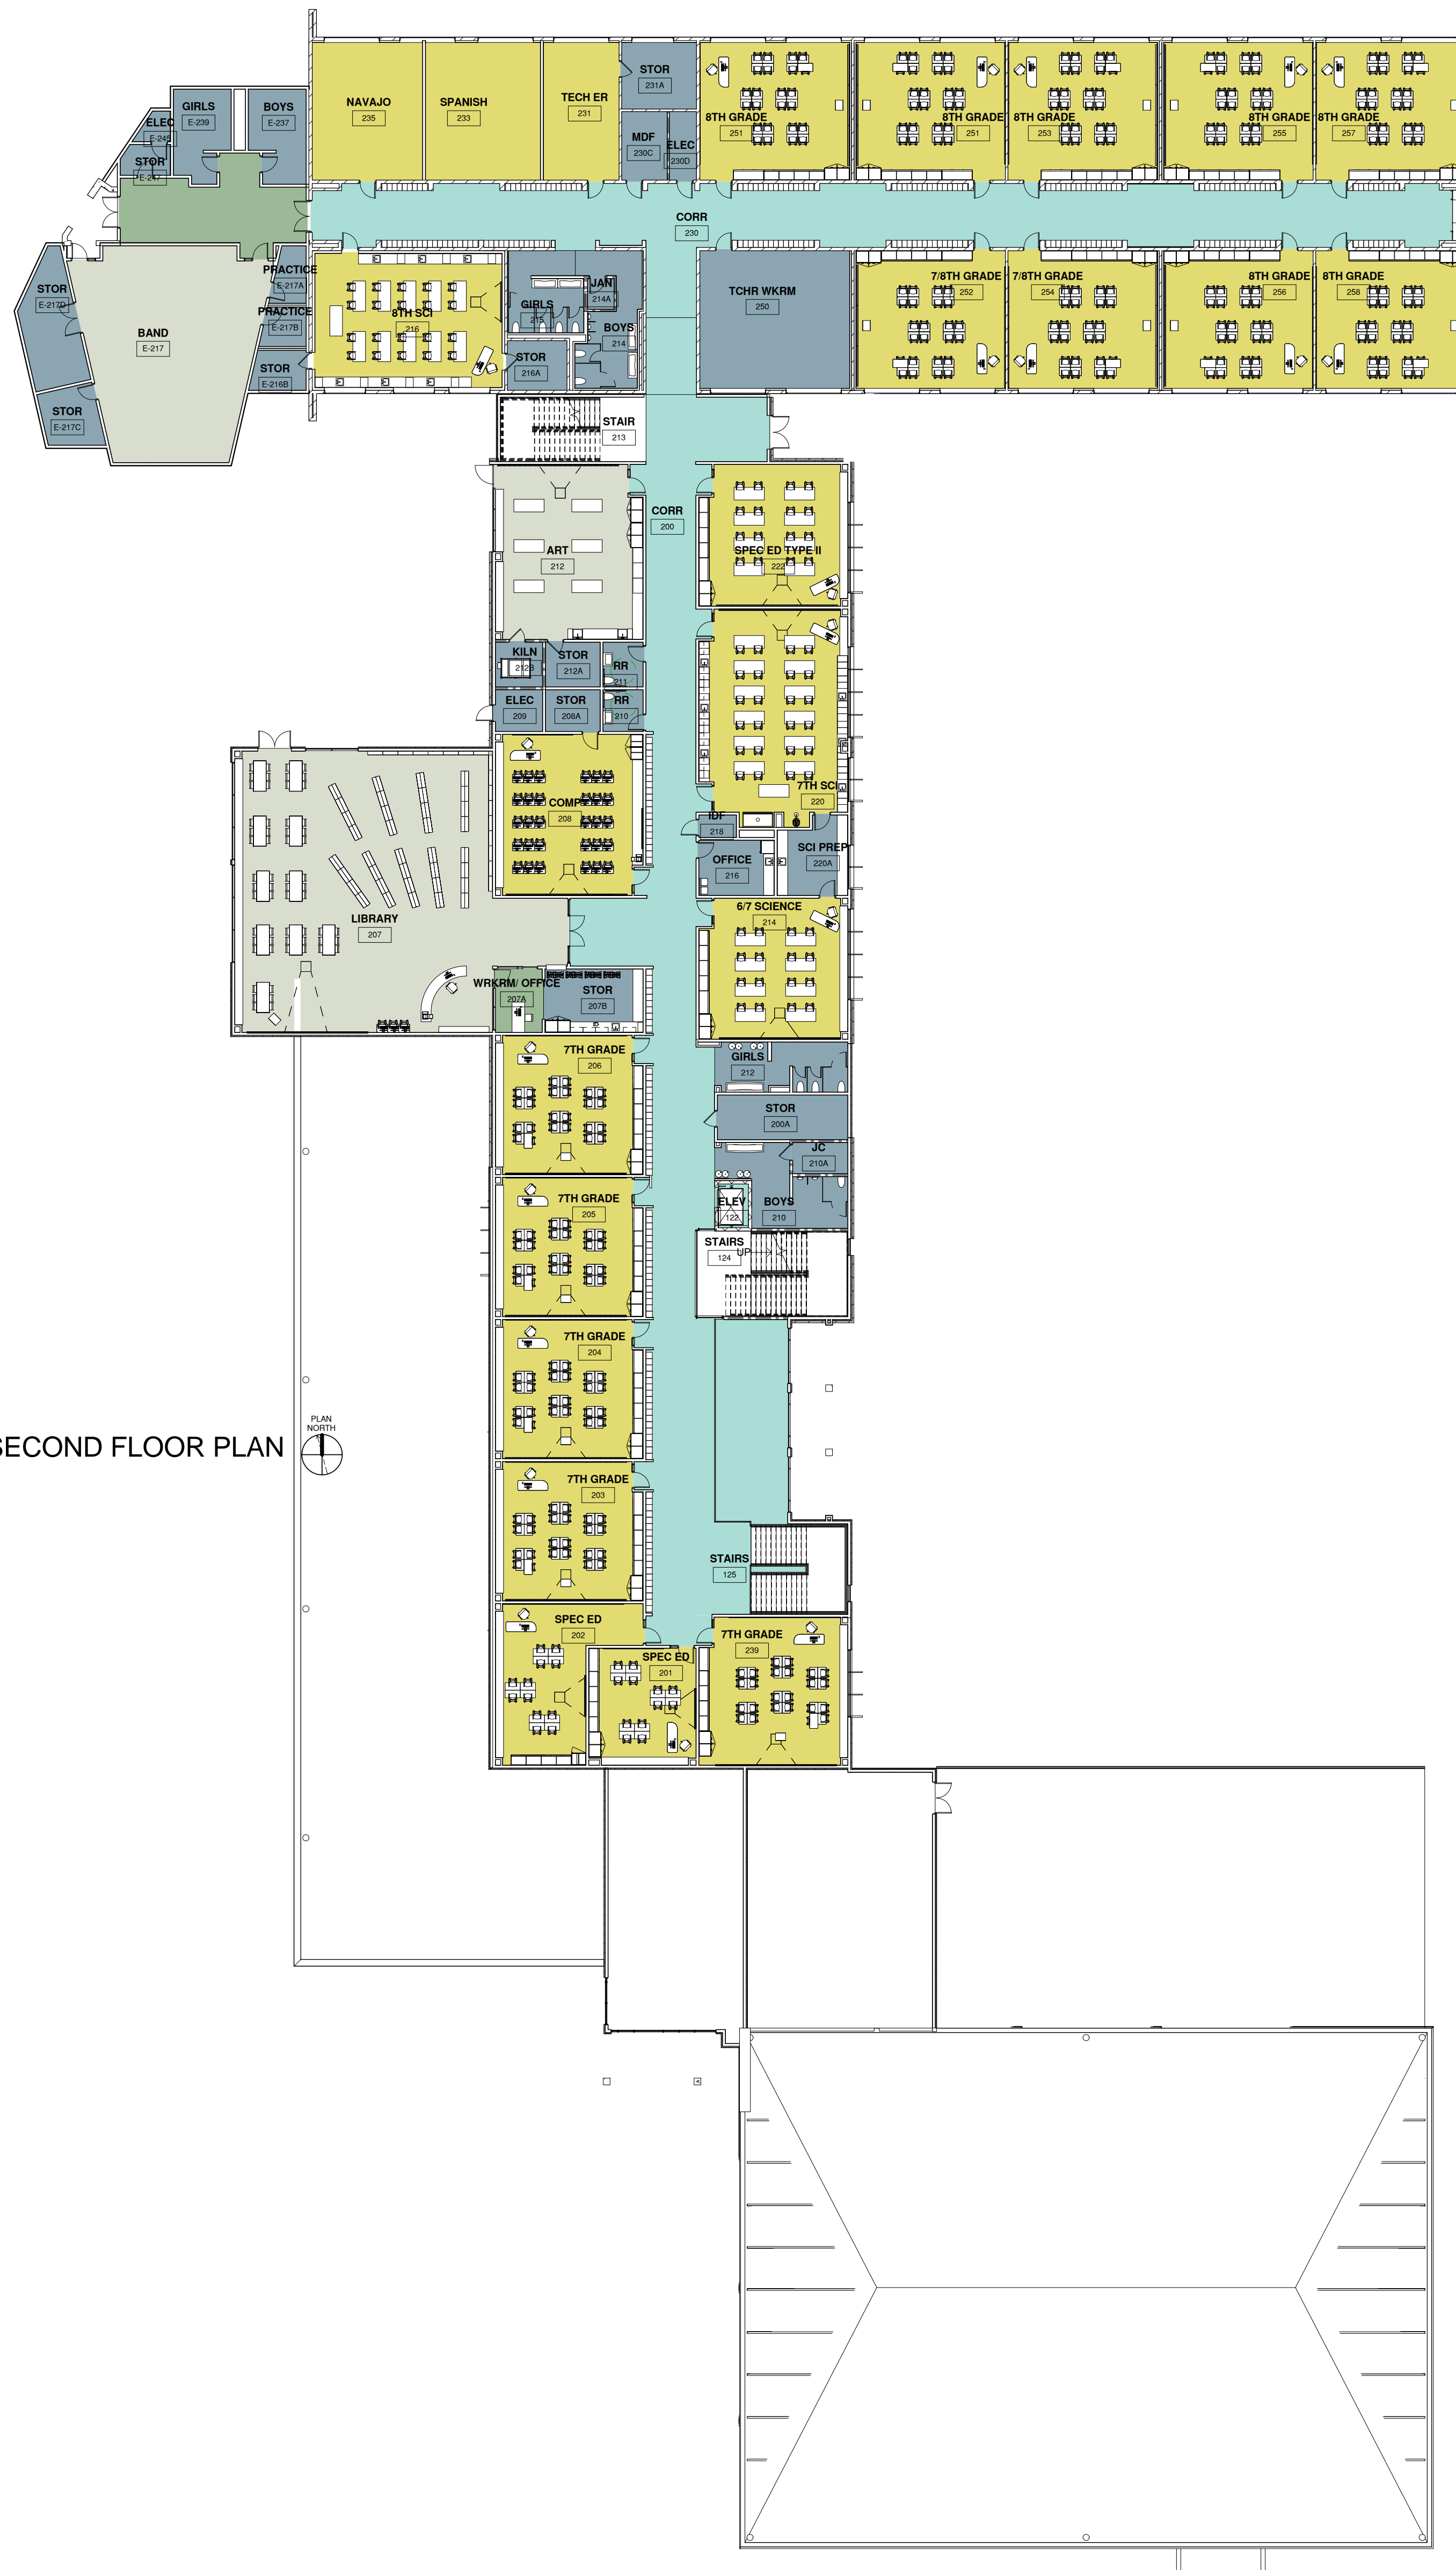 NAVAJO
235
SPANISH
233
TECH ER
231
STOR
231A
MDF
230C
ELEC
230D
8TH GRADE
251
8TH GRADE
251
8TH GRADE
253
8TH GRADE
255
8TH GRADE
257
GIRLS
E-239
BOYS
E-237
ELEC
E-245
STOR
E-247
CORR
230
STOR
E-217D
BAND
E-217
PRACTICE
E-217A
PRACTICE
E-217B
STOR
E-216B
STOR
E-217C
8TH SCI
216
GIRLS
215
JAN
214A
BOYS
214
STOR
216A
TCHR WKRM
250
7/8TH GRADE
252
7/8TH GRADE
254
8TH GRADE
256
8TH GRADE
258
STAIR
213
CORR
200
ART
212
SPEC ED TYPE II
222
KILN
212B
STOR
212A
RR
211
ELEC
209
STOR
208A
RR
210
COMP
208
7TH SCI
220
IDF
218
OFFICE
216
SCI PREP
220A
LIBRARY
207
6/7 SCIENCE
214
WRKRM/ OFFICE
207A
STOR
207B
7TH GRADE
206
GIRLS
212
STOR
200A
JC
210A
7TH GRADE
205
ELEV
122
BOYS
210
STAIRS
124
UP
7TH GRADE
204
SECOND FLOOR PLAN
PLAN
NORTH
7TH GRADE
203
STAIRS
125
SPEC ED
202
SPEC ED
201
7TH GRADE
239